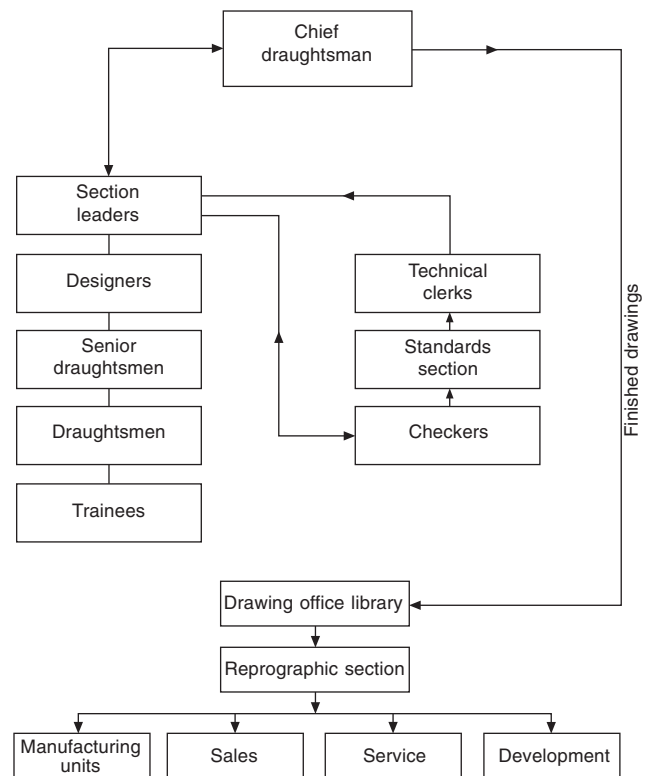 Chief
draughtsman
Section
leaders
Designers
Technical
clerks
Senior
draughtsmen
Standards
section
Draughtsmen
Checkers
Trainees
Finished drawings
Drawing office library
Reprographic section
Manufacturing
units
Sales
Service
Development